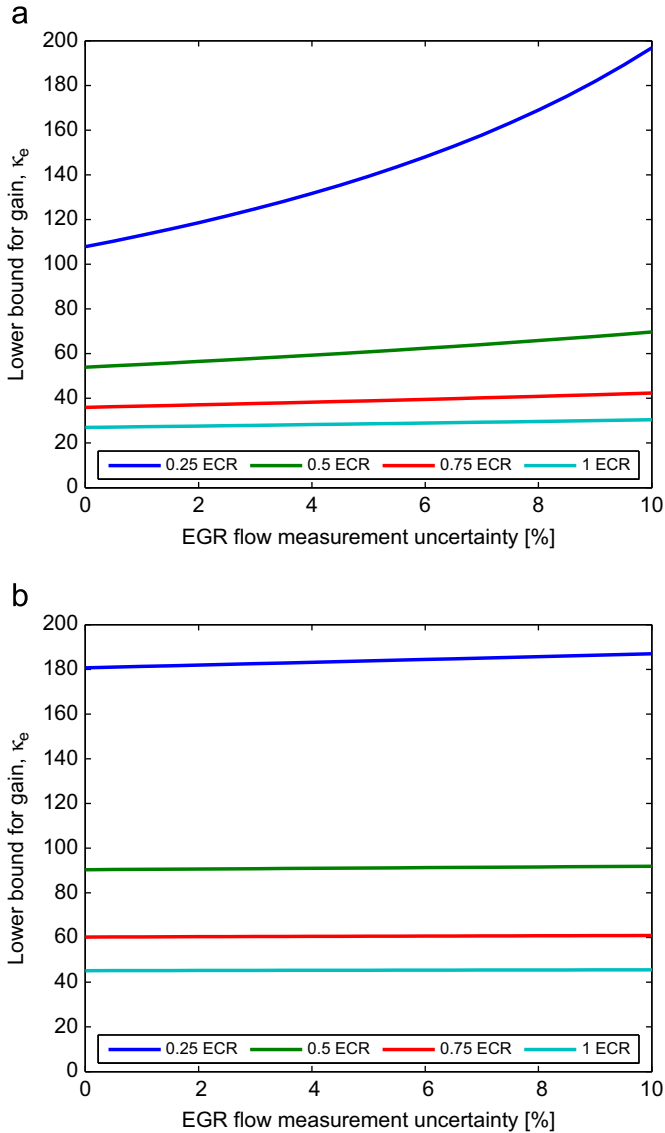 a
200
180
160
140
120
100
80
60
40
20
0
Lower bound for gain, κe
0.25 ECR 0.5 ECR 0.75 ECR 1 ECR
0 2 4 6 8 10
EGR flow measurement uncertainty [%]
b
200
180
160
140
120
100
80
60
40
20
0
Lower bound for gain, κe
0.25 ECR 0.5 ECR 0.75 ECR 1 ECR
0 2 4 6 8 10
EGR flow measurement uncertainty [%]